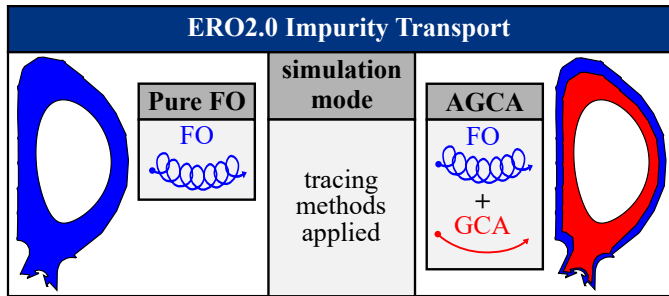 ERO2.0 Impurity Transport
Pure FO
FO
simulation
mode
tracing
methods
applied
AGCA
FO
+
GCA